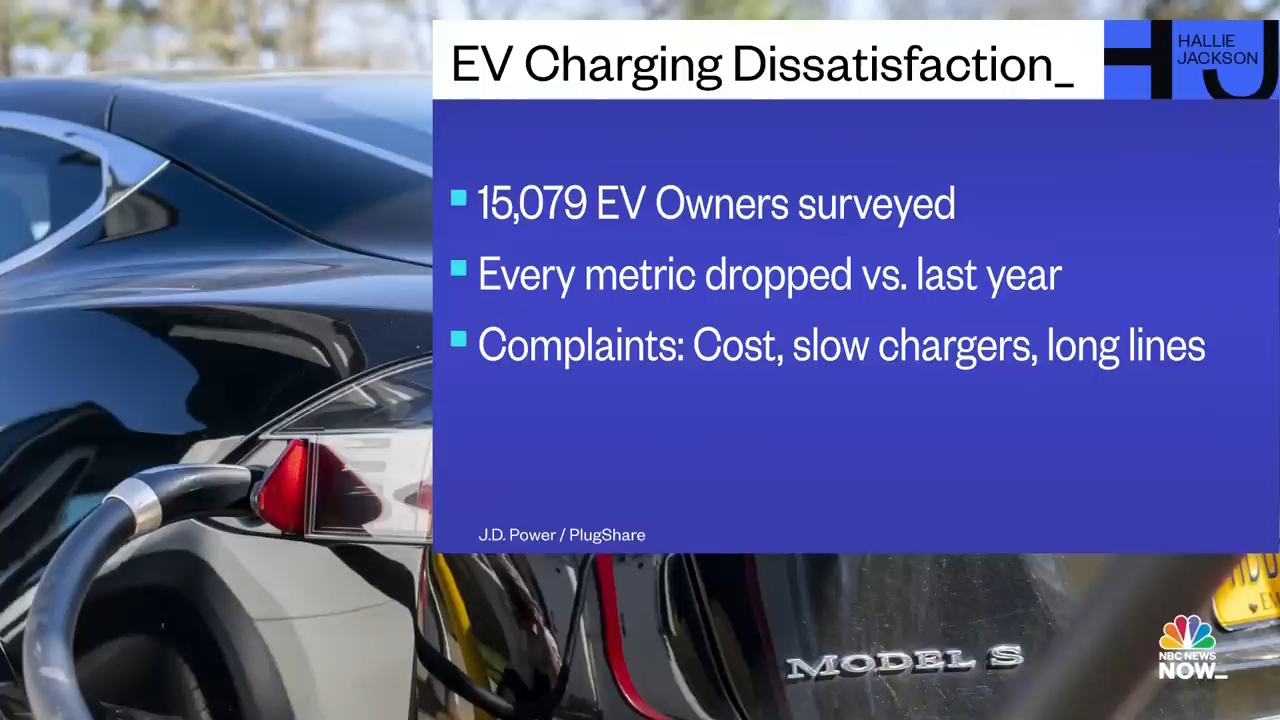 EV Charging Dissatisfaction_
HALLIE
JACKSON
15,079 EV Owners surveyed
Every metric dropped vs. last year
Complaints: Cost, slow chargers, long lines
J.D. Power / PlugShare
MODEL S
NBC NEWS
NOW_